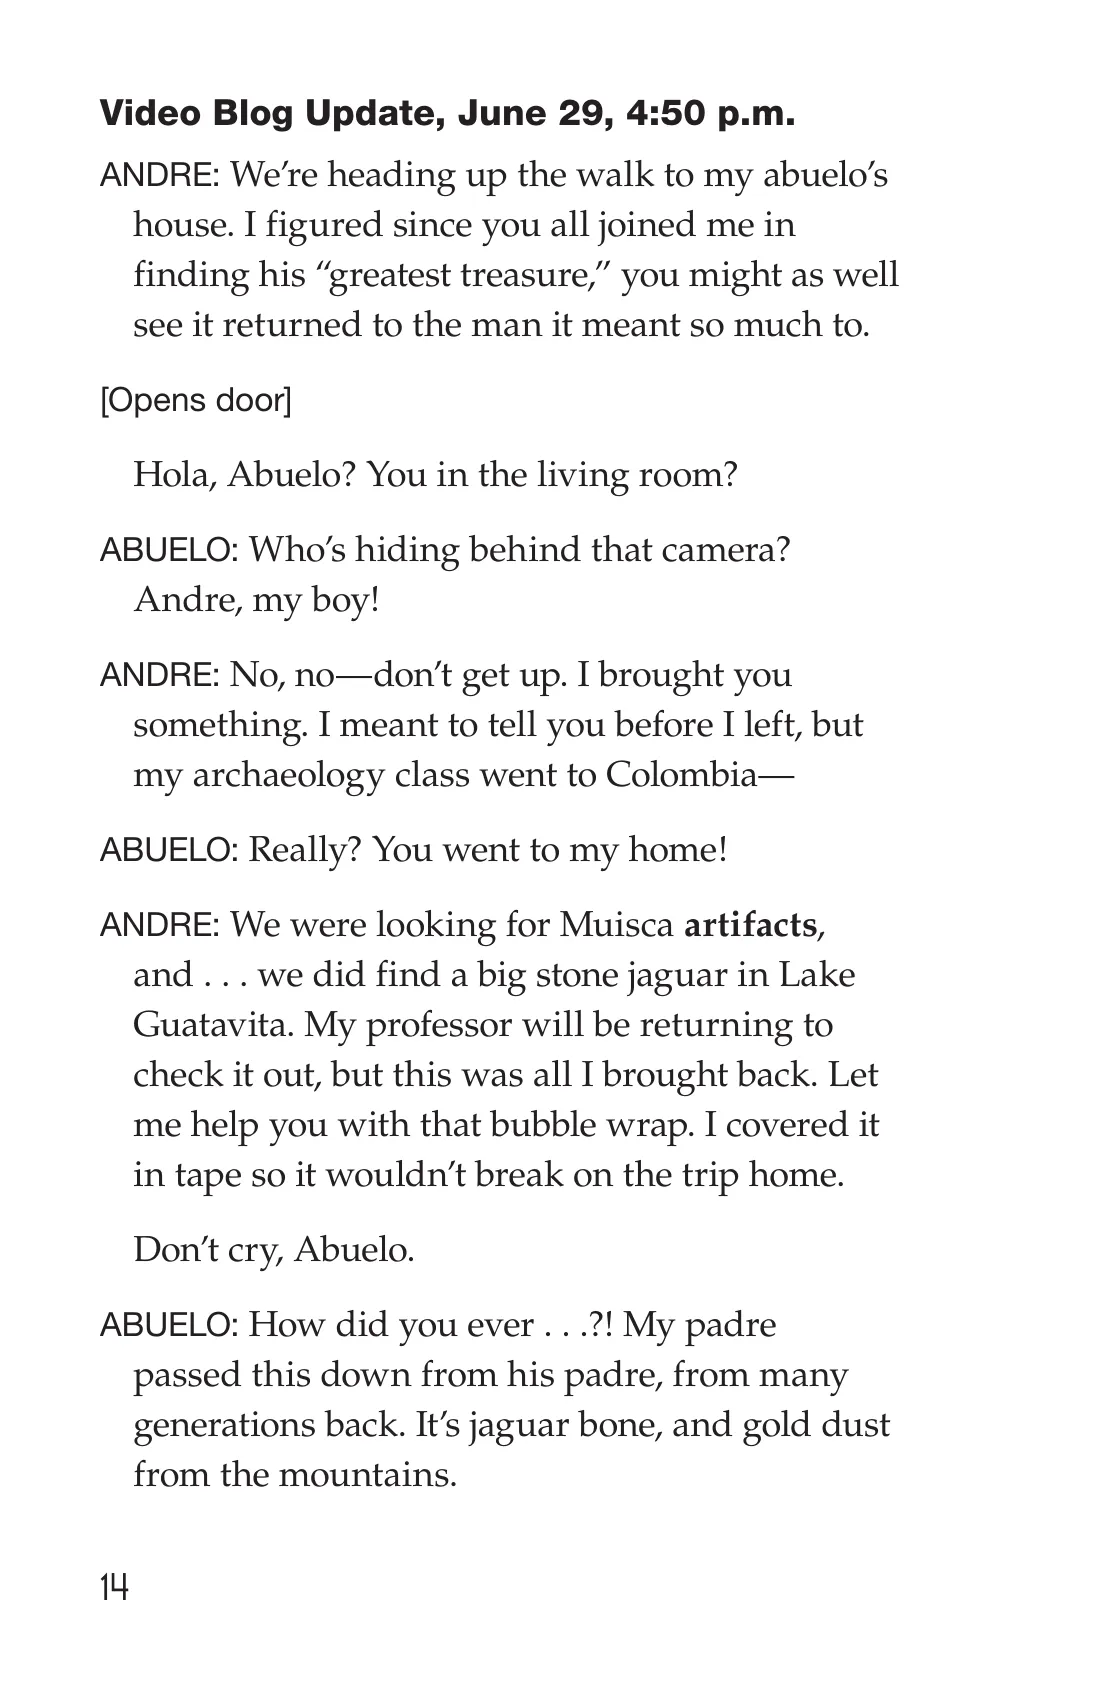 Video Blog Update, June 29, 4:50 p.m.
ANDRE: We’re heading up the walk to my abuelo’s
house. I figured since you all joined me in
finding his “greatest treasure,” you might as well
see it returned to the man it meant so much to.
[Opens door]
Hola, Abuelo? You in the living room?
ABUELO: Who’s hiding behind that camera?
Andre, my boy!
ANDRE: No, no—don’t get up. I brought you
something. I meant to tell you before I left, but
my archaeology class went to Colombia—
ABUELO: Really? You went to my home!
ANDRE: We were looking for Muisca artifacts,
and . . . we did find a big stone jaguar in Lake
Guatavita. My professor will be returning to
check it out, but this was all I brought back. Let
me help you with that bubble wrap. I covered it
in tape so it wouldn’t break on the trip home.
Don’t cry, Abuelo.
ABUELO: How did you ever . . .?! My padre
passed this down from his padre, from many
generations back. It’s jaguar bone, and gold dust
from the mountains.
14